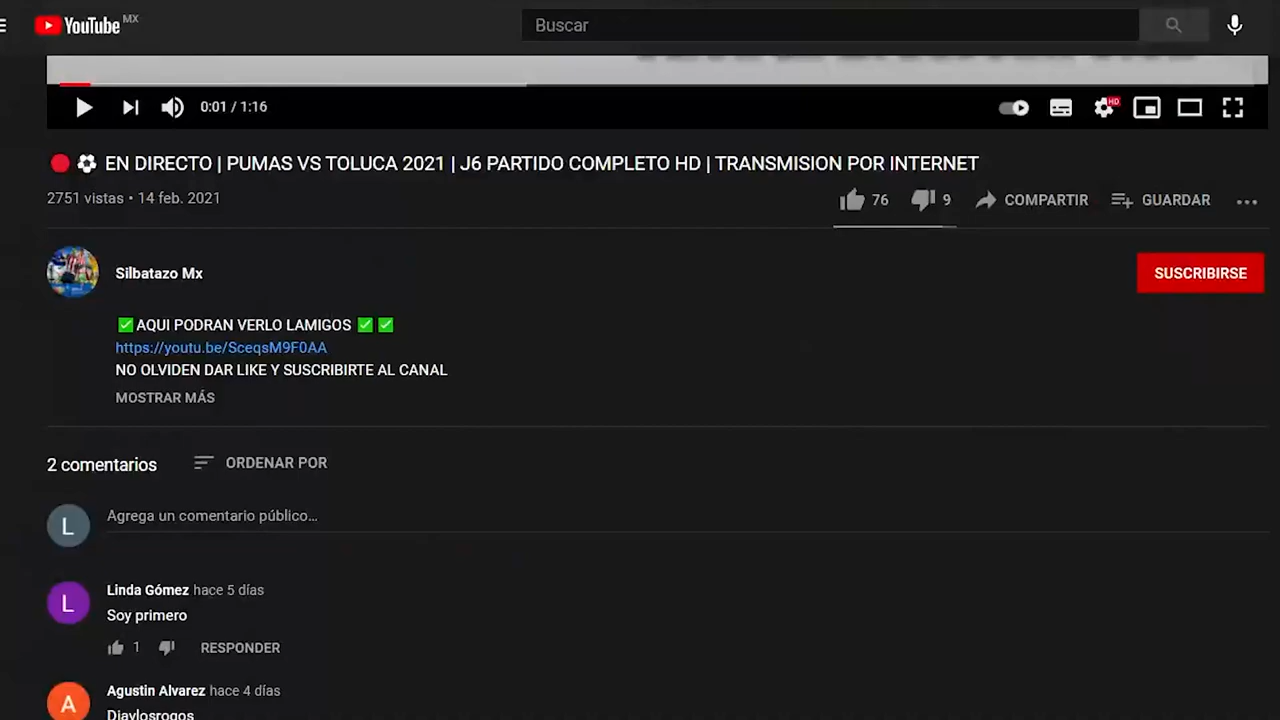 YouTube MX
Buscar
0:01 / 1:16
HD
EN DIRECTO | PUMAS VS TOLUCA 2021 | J6 PARTIDO COMPLETO HD | TRANSMISION POR INTERNET
2751 vistas • 14 feb. 2021
76 9 COMPARTIR GUARDAR
Silbatazo Mx
SUSCRIBIRSE
✅AQUI PODRAN VERLO LAMIGOS ✅ ✅
https://youtu.be/SceqsM9F0AA
NO OLVIDEN DAR LIKE Y SUSCRIBIRTE AL CANAL
MOSTRAR MÁS
2 comentarios ORDENAR POR
L
Agrega un comentario público...
L
Linda Gómez hace 5 días
Soy primero
1 RESPONDER
A
Agustin Alvarez hace 4 días
Diaylosrogos